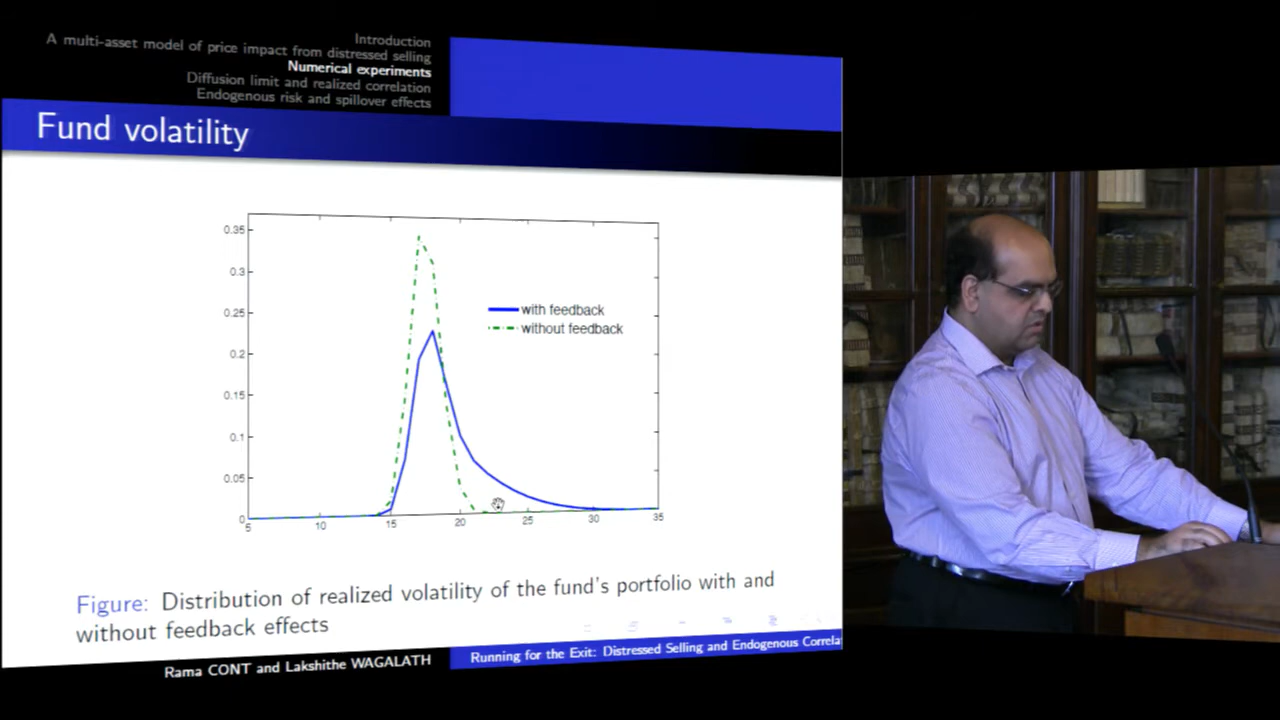 Introduction
A multi-asset model of price impact from distressed selling
Numerical experiments
Diffusion limit and realized correlation
Endogenous risk and spillover effects
Fund volatility
0.35
0.3
0.25
0.2
0.15
0.1
0.05
0
5
10
15
20
25
30
35
with feedback
without feedback
Figure: Distribution of realized volatility of the fund's portfolio with and
without feedback effects
Rama CONT and Lakshithe WAGALATH
Running for the Exit: Distressed Selling and Endogenous Correla